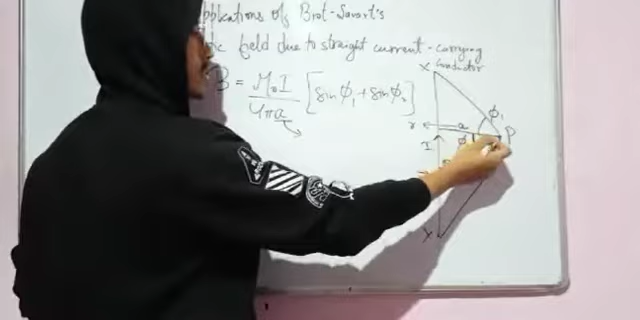 pplications of Biot-Savart's
ic field due to straight current-carrying
conductor
B = μ₀I/4πa [sin φ₁ + sin φ₂]
X
φ₁
a
P
I
φ
Y